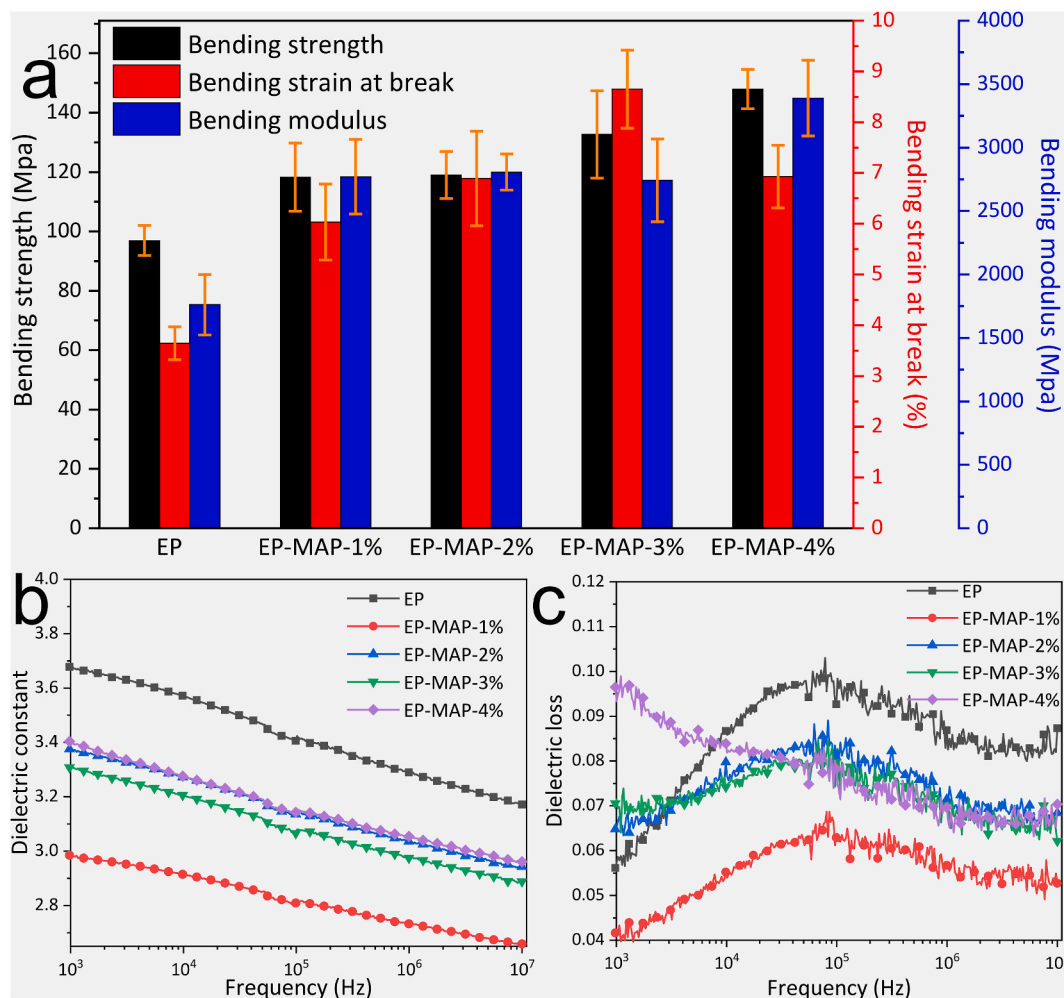 a
Bending strength
Bending strain at break
Bending modulus
Bending strength (Mpa)
0
20
40
60
80
100
120
140
160
EP
EP-MAP-1%
EP-MAP-2%
EP-MAP-3%
EP-MAP-4%
Bending strain at break (%)
0
1
2
3
4
5
6
7
8
9
10
Bending modulus (Mpa)
0
500
1000
1500
2000
2500
3000
3500
4000
b
EP
EP-MAP-1%
EP-MAP-2%
EP-MAP-3%
EP-MAP-4%
Dielectric constant
4.0
3.8
3.6
3.4
3.2
3.0
2.8
10³
10⁴
10⁵
10⁶
10⁷
Frequency (Hz)
c
EP
EP-MAP-1%
EP-MAP-2%
EP-MAP-3%
EP-MAP-4%
Dielectric loss
0.12
0.11
0.10
0.09
0.08
0.07
0.06
0.05
0.04
10³
10⁴
10⁵
10⁶
10⁷
Frequency (Hz)